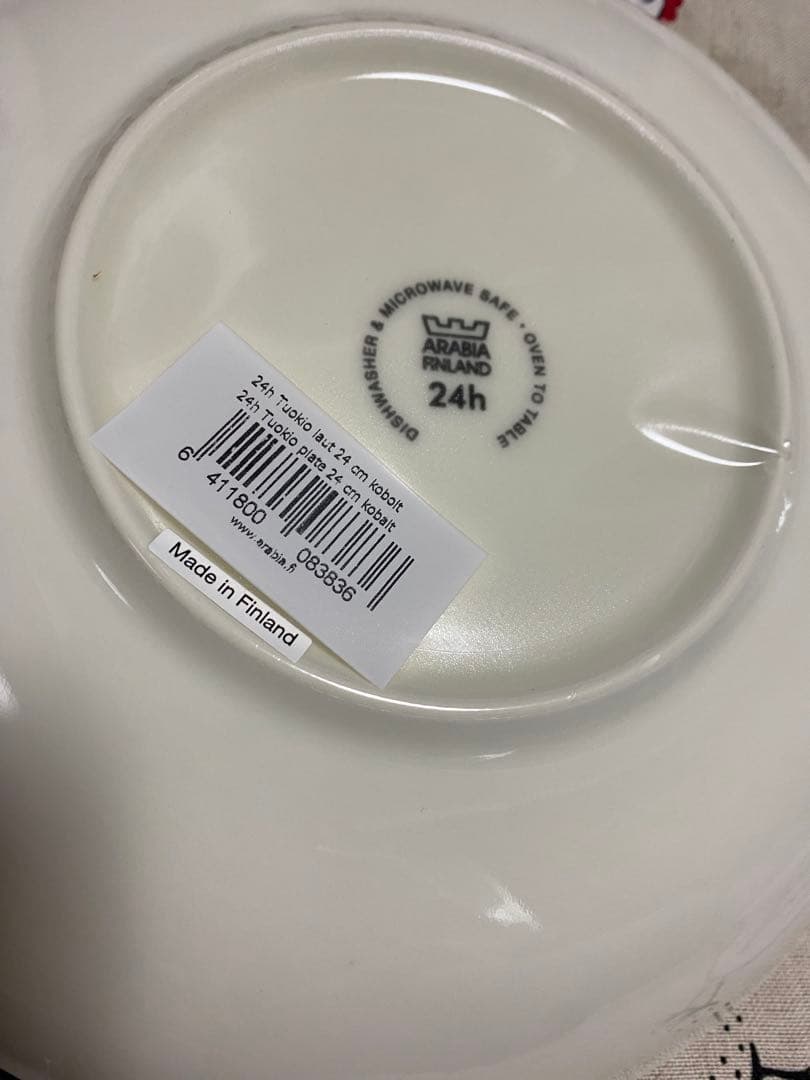 DISHWASHER & MICROWAVE SAFE • OVEN TO TABLE
ARABIA
FINLAND
24h
24h Tuokio laut 24 cm kobolt
24h Tuokio plate 24 cm kobalt
6 411800 083836
www.arabia.fi
Made in Finland